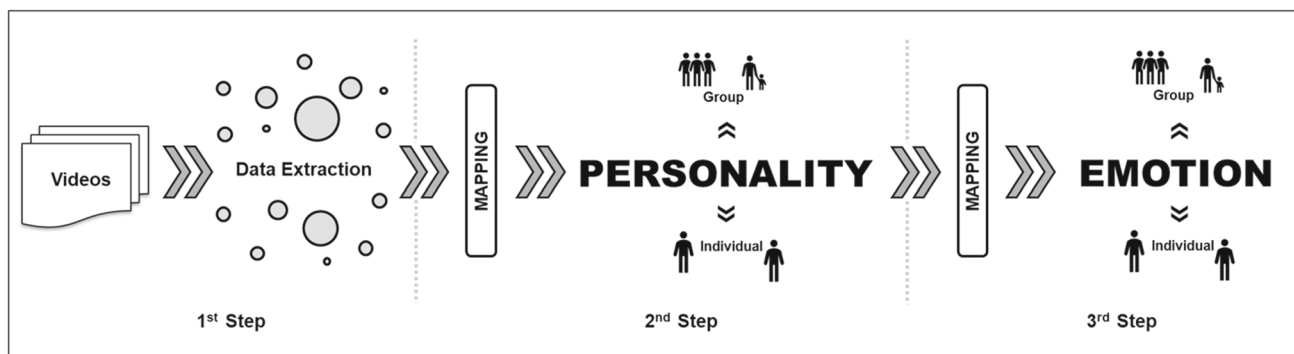 Videos
Data Extraction
1st Step
MAPPING
Group
PERSONALITY
Individual
2nd Step
MAPPING
Group
EMOTION
Individual
3rd Step